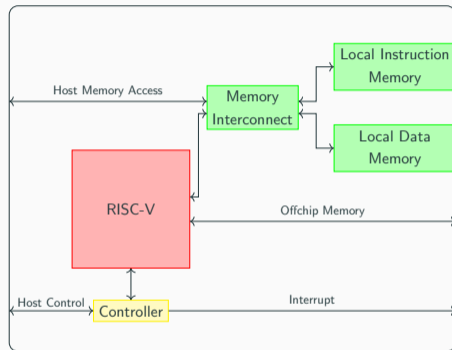 Local Instruction
Memory
Host Memory Access
Memory
Interconnect
Local Data
Memory
RISC-V
Offchip Memory
Host Control
Controller
Interrupt